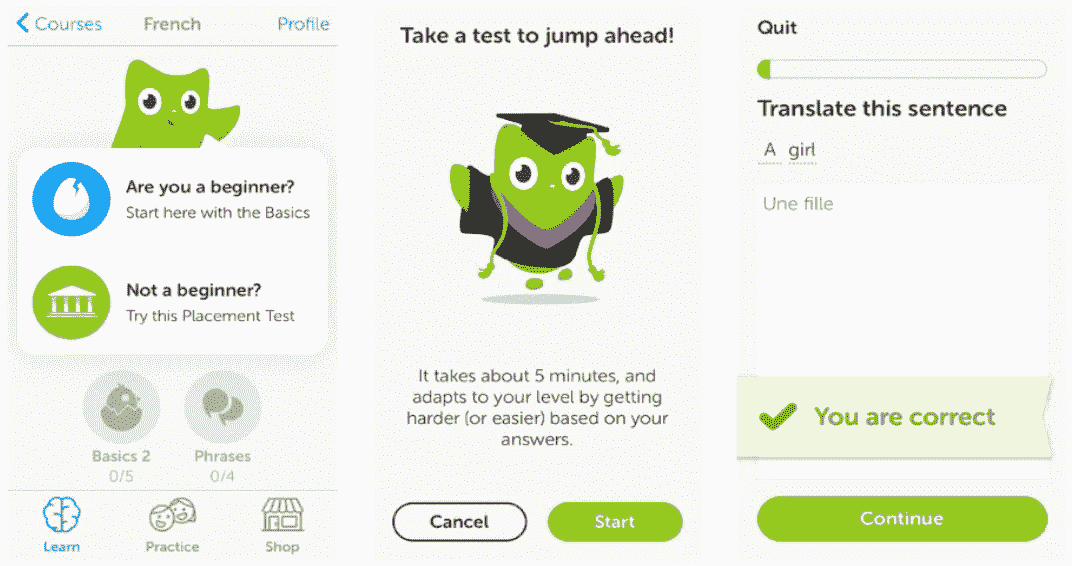 Courses French Profile
Are you a beginner?
Start here with the Basics
Not a beginner?
Try this Placement Test
Basics 2 Phrases
0/5 0/4
Learn Practice Shop
Take a test to jump ahead!
It takes about 5 minutes, and
adapts to your level by getting
harder (or easier) based on your
answers.
Cancel Start
Quit
Translate this sentence
A girl
Une fille
You are correct
Continue